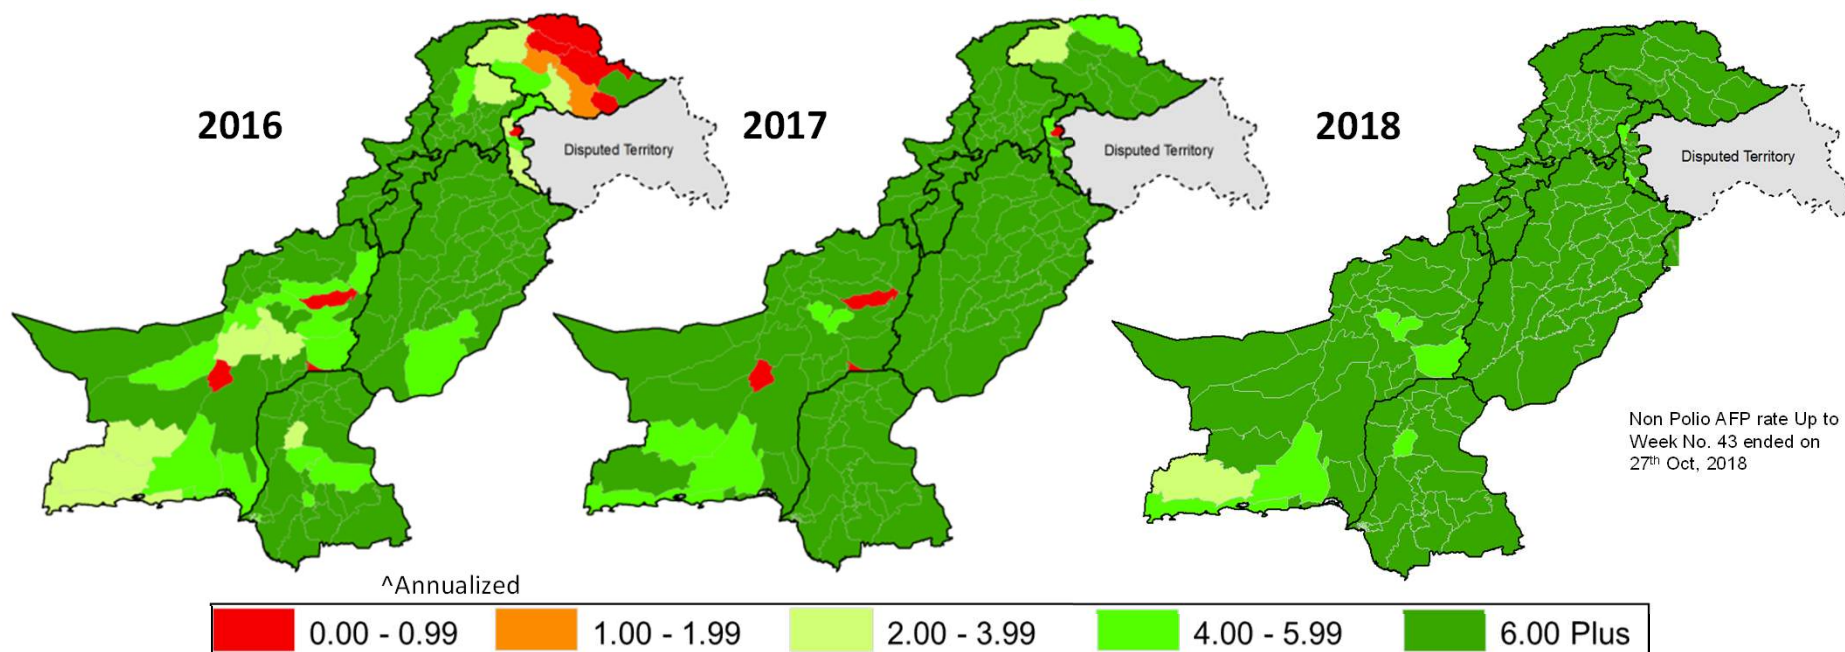 2016
2017
2018
Disputed Territory
Disputed Territory
Disputed Territory
Non Polio AFP rate Up to
Week No. 43 ended on
27th Oct, 2018
^Annualized
0.00 - 0.99
1.00 - 1.99
2.00 - 3.99
4.00 - 5.99
6.00 Plus